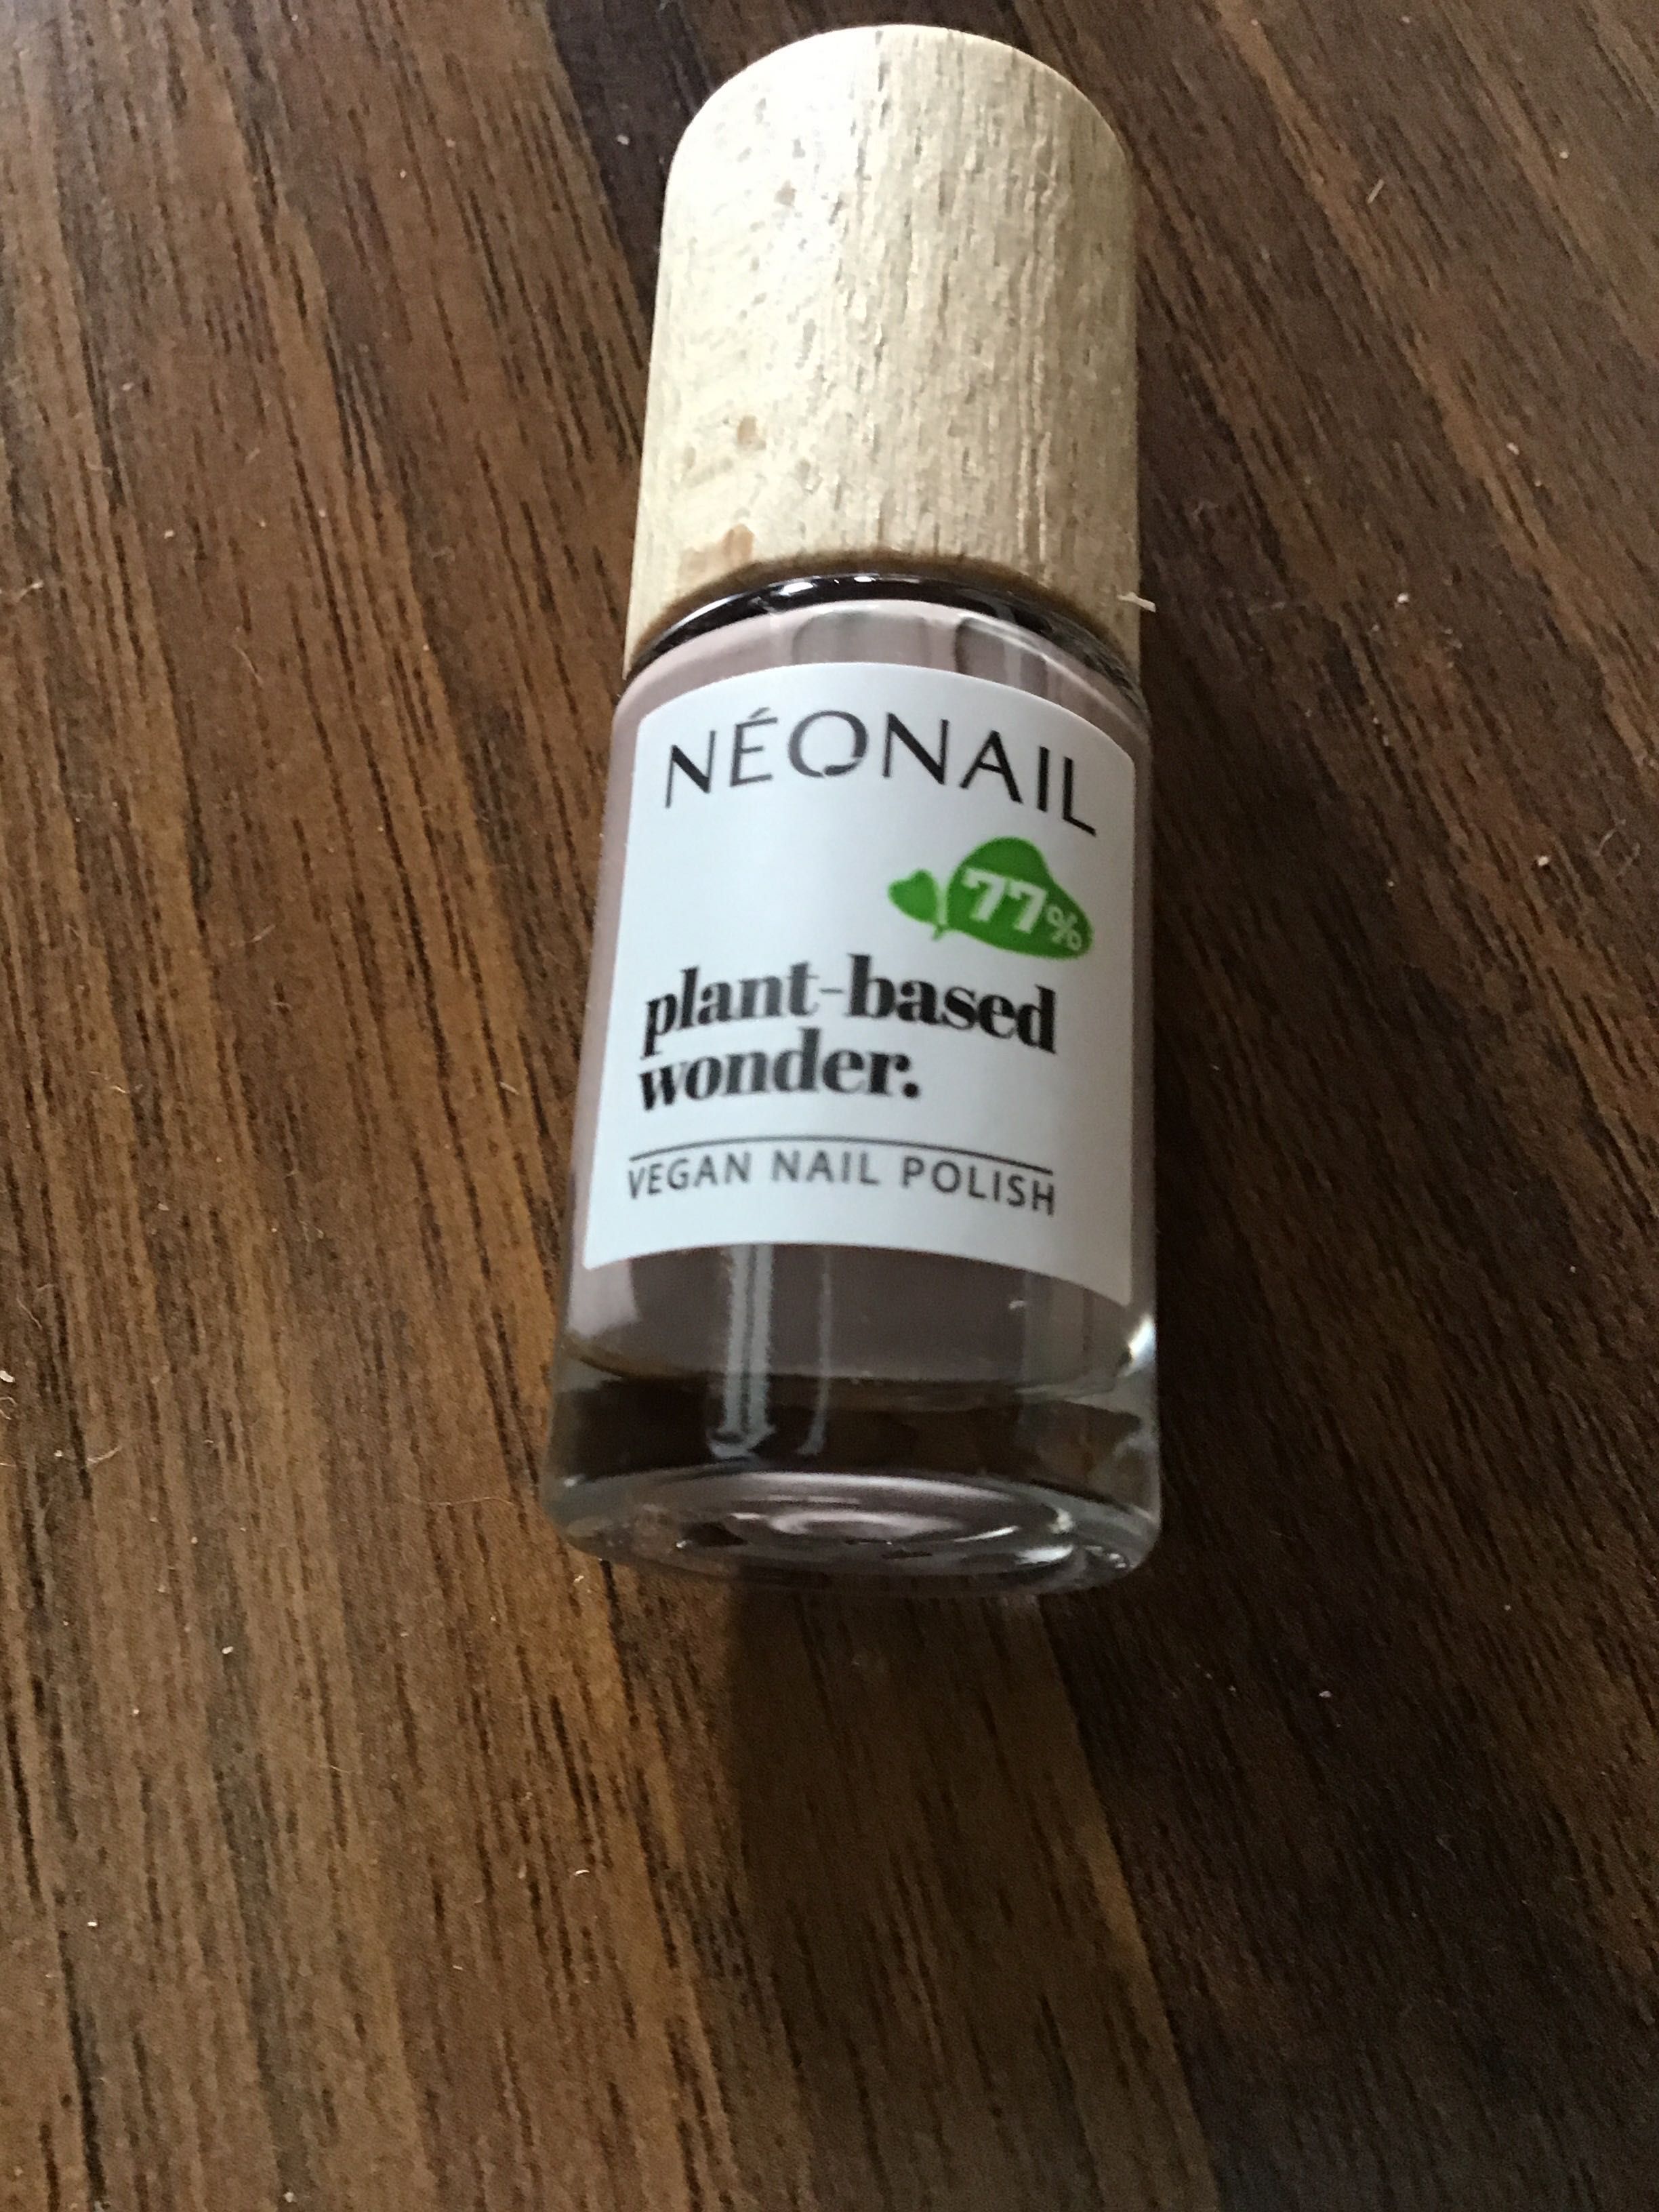 NÉONAIL
77%
plant-based
wonder.
VEGAN NAIL POLISH